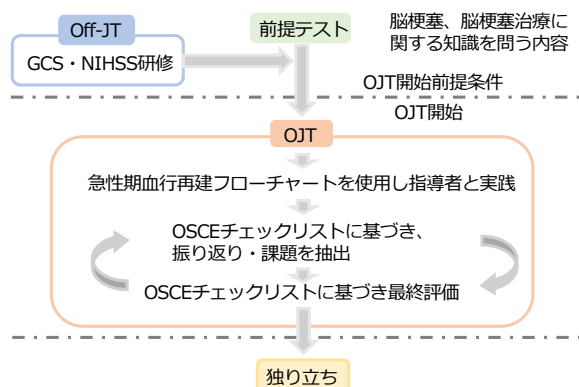 Off-JT
GCS・NIHSS研修
前提テスト
脳梗塞、脳梗塞治療に
関する知識を問う内容
OJT開始前提条件
OJT開始
OJT
急性期血行再建フローチャートを使用し指導者と実践
OSCEチェックリストに基づき、
振り返り・課題を抽出
OSCEチェックリストに基づき最終評価
独り立ち